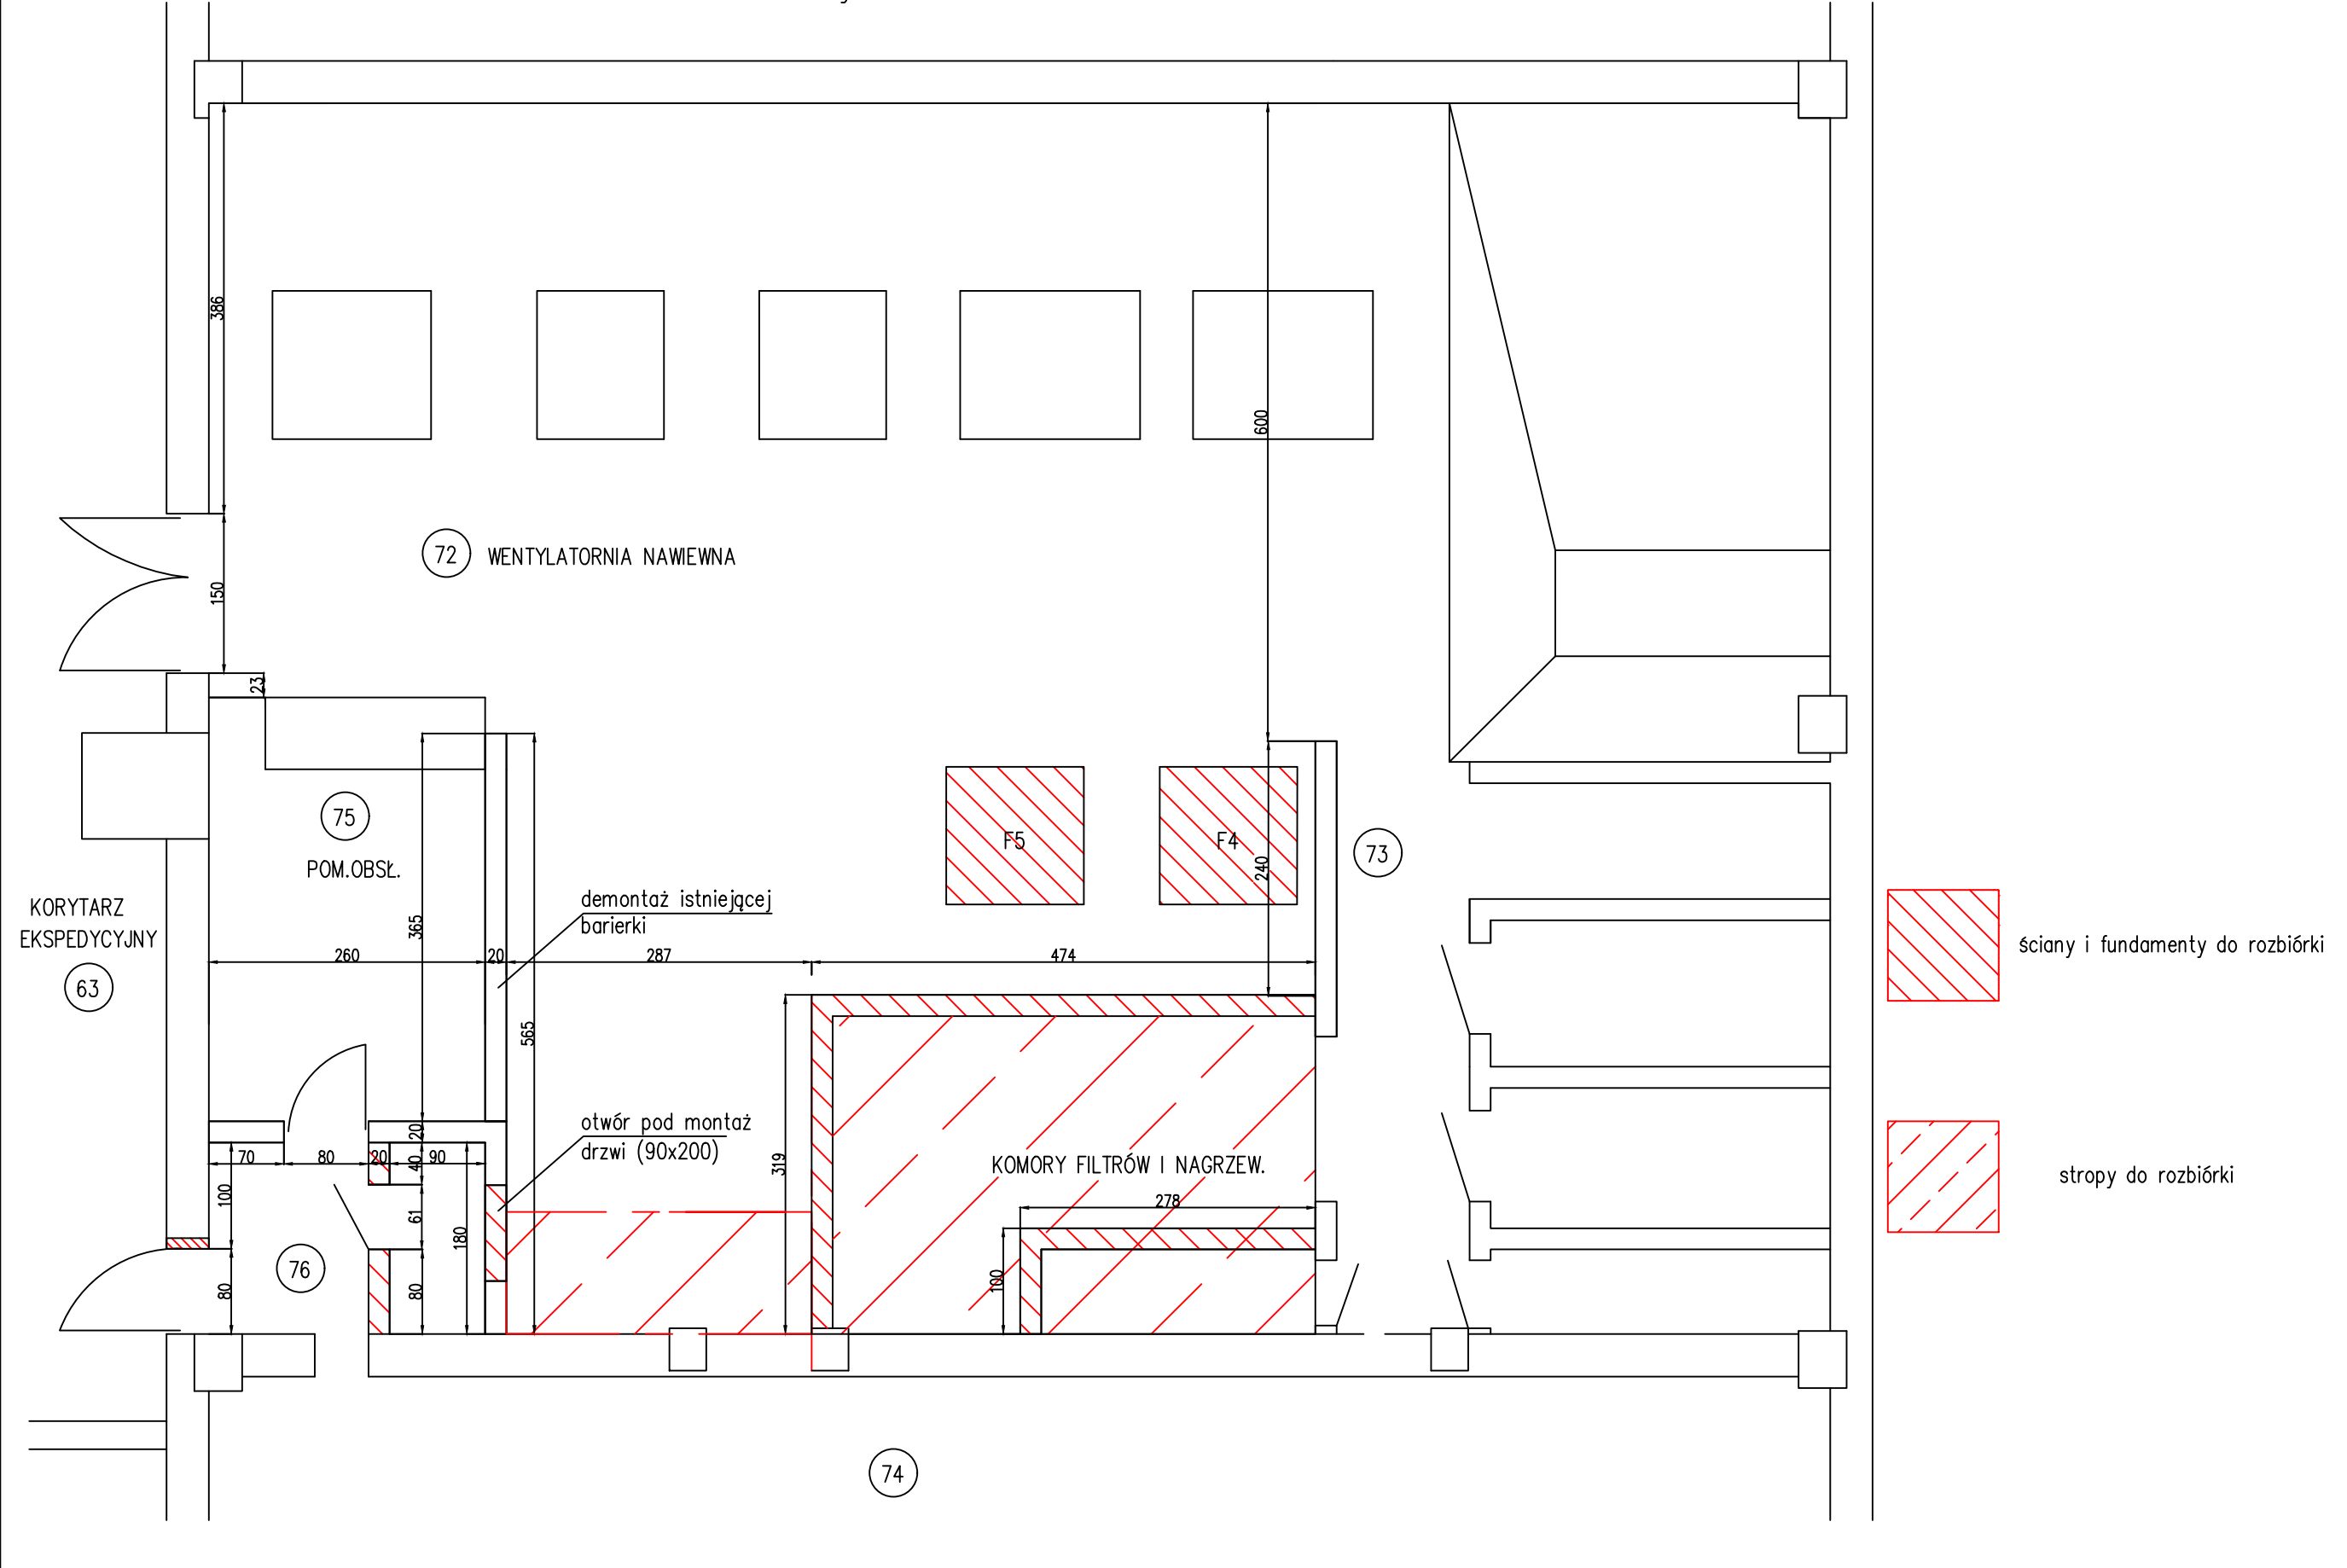 386
600
150
72 WENTYLATORNIA NAWIEWNA
23
75
POM.OBSŁ.
F5
F4
240
73
KORYTARZ
EKSPEDYCYJNY
63
demontaż istniejącej
barierki
365
260
20
287
474
ściany i fundamenty do rozbiórki
565
otwór pod montaż
drzwi (90x200)
20
70
80
20
90
40
319
KOMORY FILTRÓW I NAGRZEW.
stropy do rozbiórki
100
61
180
278
76
80
80
100
74